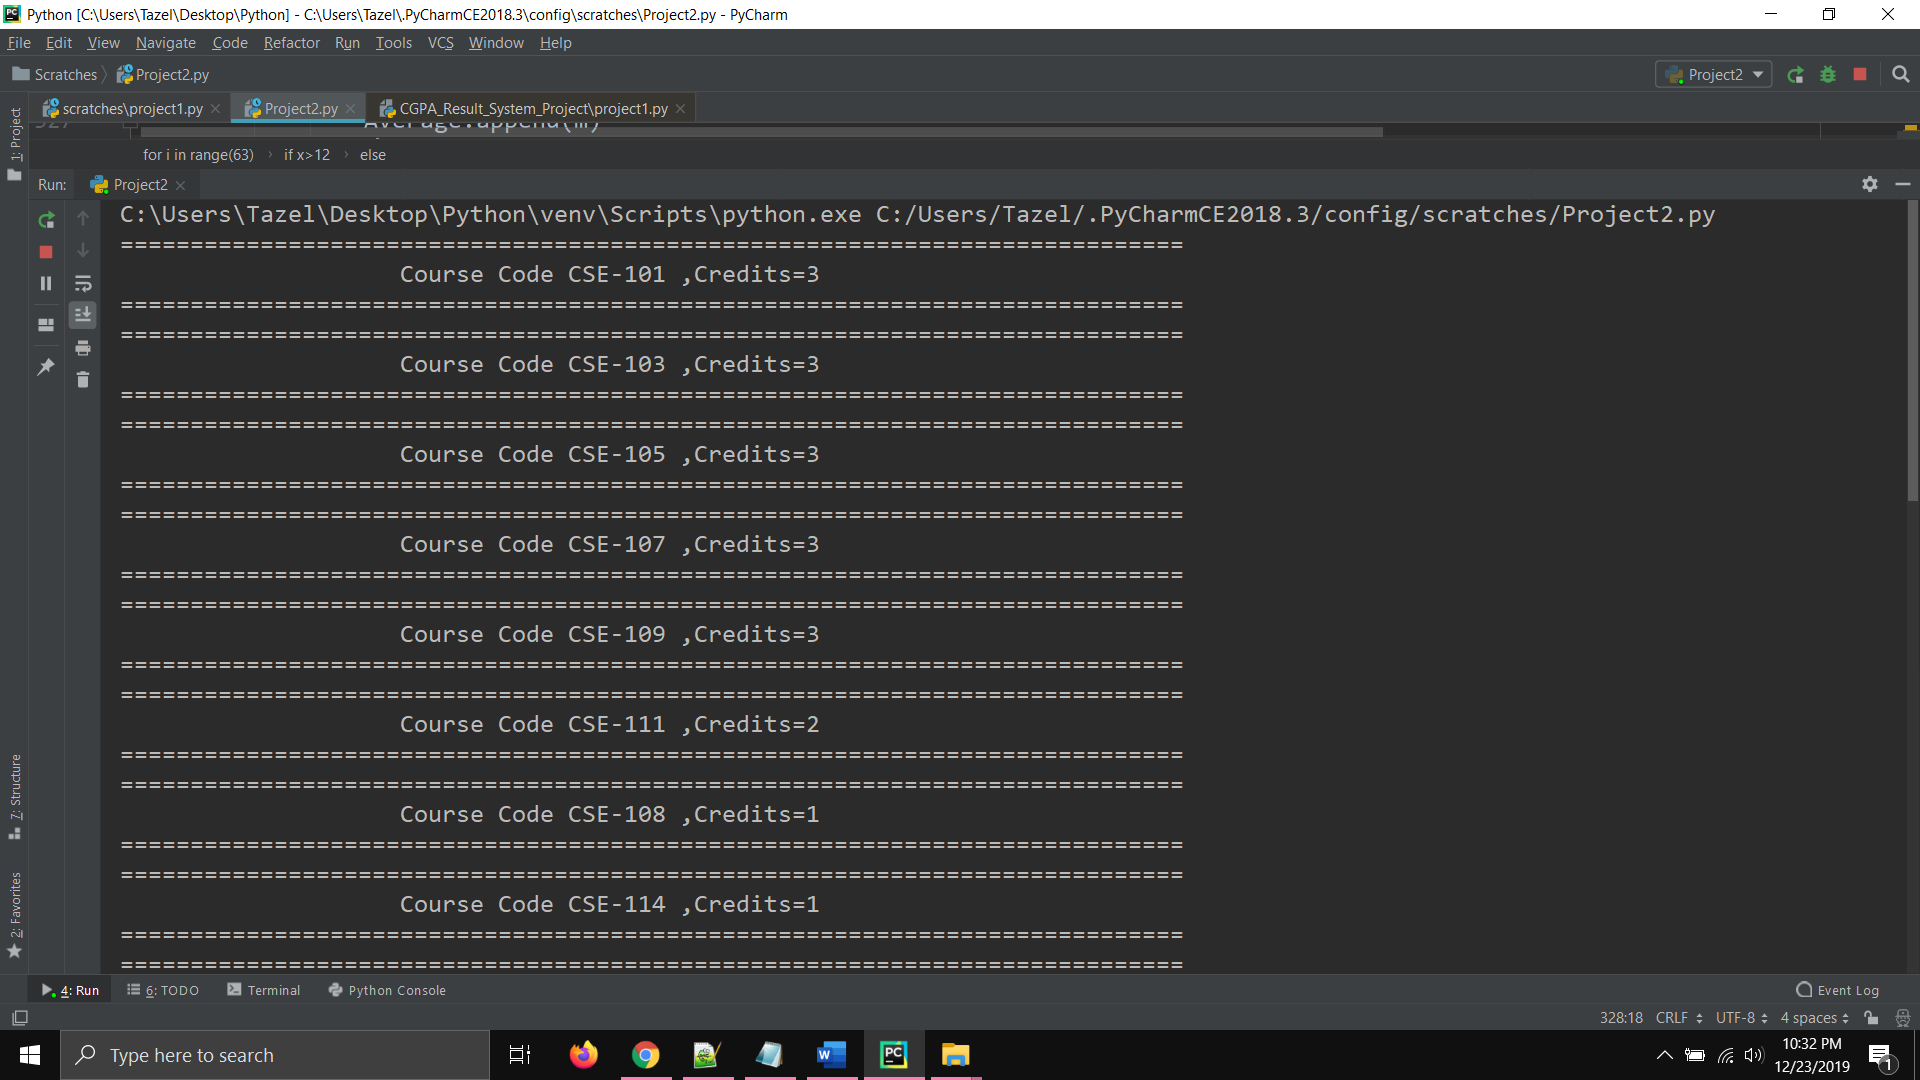 Python [C:\Users\Tazel\Desktop\Python] - C:\Users\Tazel\.PyCharmCE2018.3\config\scratches\Project2.py - PyCharm
File Edit View Navigate Code Refactor Run Tools VCS Window Help
Scratches Project2.py Project2
scratches\project1.py Project2.py CGPA_Result_System_Project\project1.py
327 Average.append(m)
for i in range(63) if x>12 else
1: Project
Run: Project2
C:\Users\Tazel\Desktop\Python\venv\Scripts\python.exe C:/Users/Tazel/.PyCharmCE2018.3/config/scratches/Project2.py
============================================================================
Course Code CSE-101 ,Credits=3
============================================================================
============================================================================
Course Code CSE-103 ,Credits=3
============================================================================
============================================================================
Course Code CSE-105 ,Credits=3
============================================================================
============================================================================
Course Code CSE-107 ,Credits=3
============================================================================
============================================================================
Course Code CSE-109 ,Credits=3
============================================================================
============================================================================
Course Code CSE-111 ,Credits=2
============================================================================
============================================================================
Course Code CSE-108 ,Credits=1
============================================================================
============================================================================
Course Code CSE-114 ,Credits=1
============================================================================
============================================================================
7: Structure
2: Favorites
4: Run 6: TODO Terminal Python Console Event Log
328:18 CRLF UTF-8 4 spaces
Type here to search
10:32 PM
12/23/2019
1